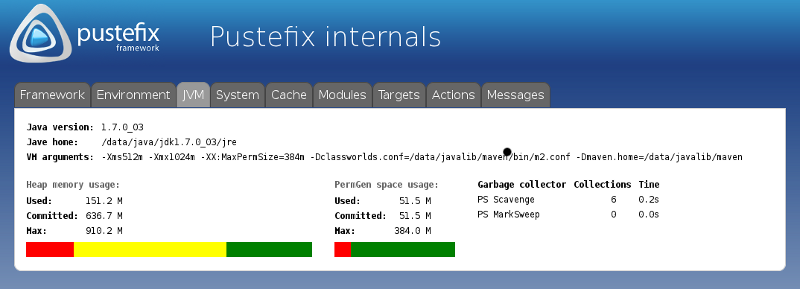 pustefix
framework
Pustefix internals
Framework Environment JVM System Cache Modules Targets Actions Messages
Java version: 1.7.0_03
Jave home: /data/java/jdk1.7.0_03/jre
VM arguments: -Xms512m -Xmx1024m -XX:MaxPermSize=384m -Dclassworlds.conf=/data/javalib/maven/bin/m2.conf -Dmaven.home=/data/javalib/maven
Heap memory usage:
Used: 151.2 M
Committed: 636.7 M
Max: 910.2 M
PermGen space usage:
Used: 51.5 M
Committed: 51.5 M
Max: 384.0 M
Garbage collector Collections Time
PS Scavenge 6 0.2s
PS MarkSweep 0 0.0s